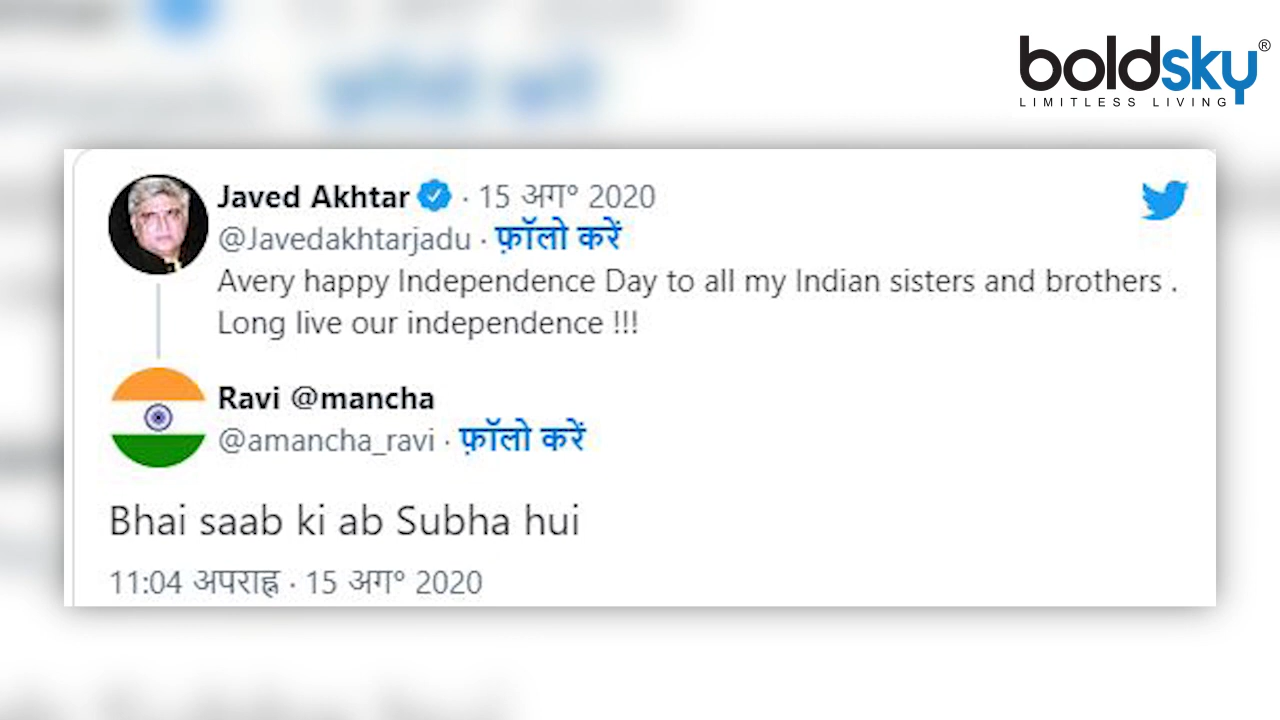 boldsky®
LIMITLESS LIVING
Javed Akhtar · 15 अग॰ 2020
@Javedakhtarjadu · फ़ॉलो करें
Avery happy Independence Day to all my Indian sisters and brothers .
Long live our independence !!!
Ravi @mancha
@amancha_ravi · फ़ॉलो करें
Bhai saab ki ab Subha hui
11:04 अपराह्न · 15 अग॰ 2020